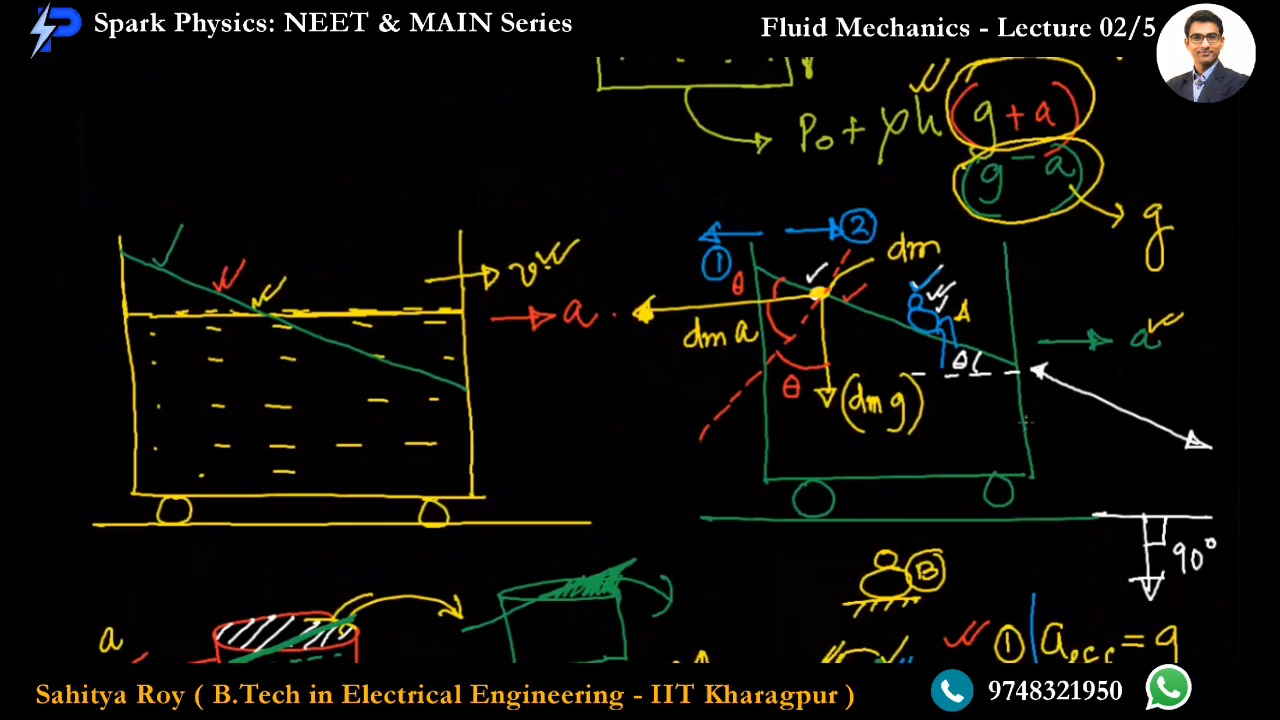 Spark Physics: NEET & MAIN Series
Fluid Mechanics - Lecture 02/5
P₀ + ρh (g + a)
(g - a)
g
① ②
dm
v
a
θ
dm a
A
a
θ
θ
(dm g)
90°
B
a
① aₑcc = g
Sahitya Roy ( B.Tech in Electrical Engineering - IIT Kharagpur )
9748321950